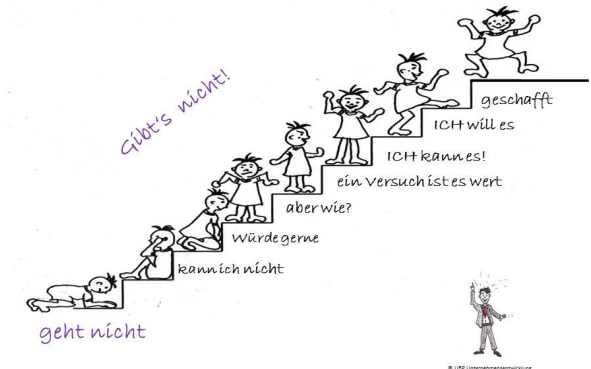 Gibt's nicht!
geschafft
ICH will es
ICH kann es!
ein Versuch ist es wert
aber wie?
Würde gerne
kann ich nicht
geht nicht